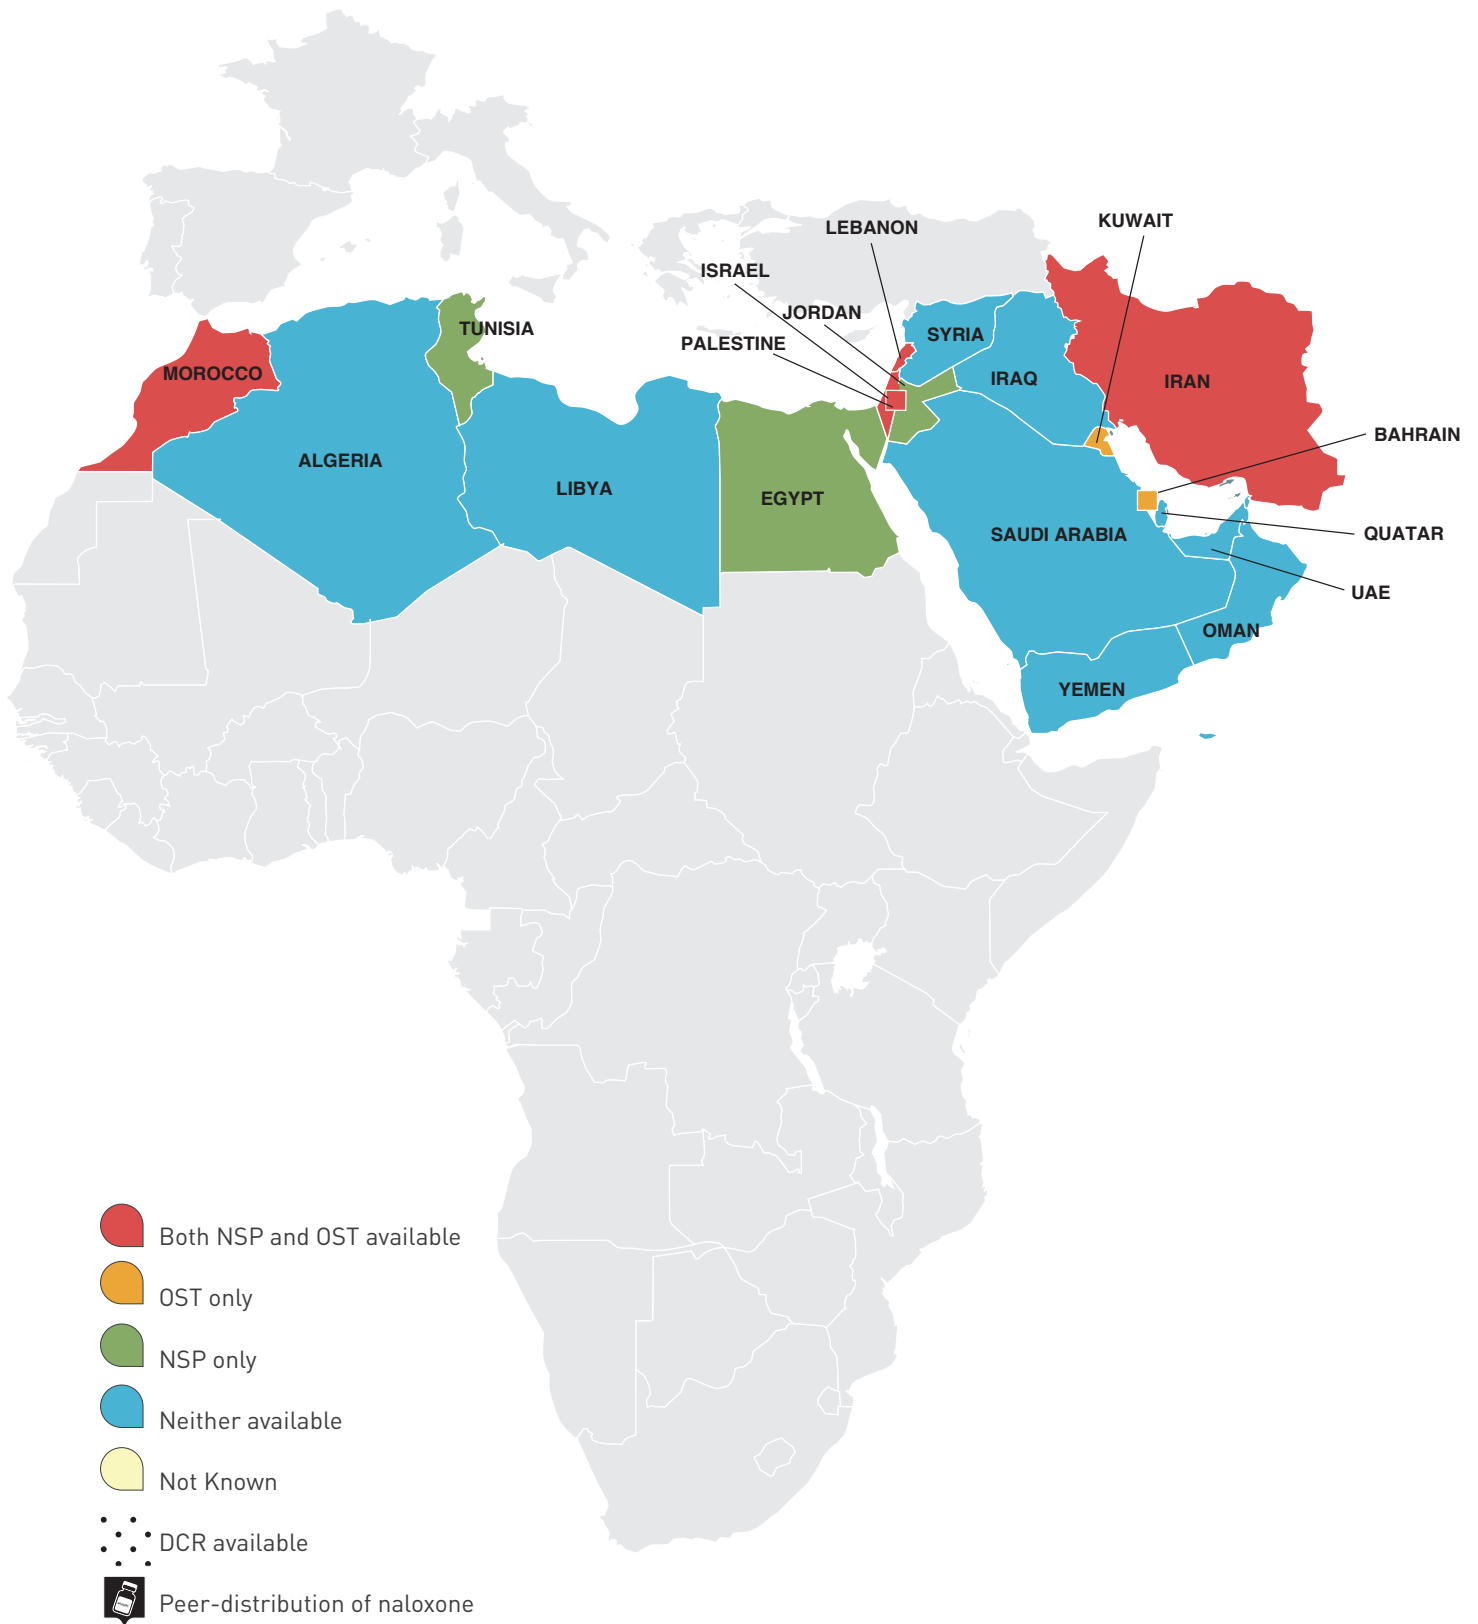 KUWAIT
LEBANON
ISRAEL
JORDAN
TUNISIA
SYRIA
PALESTINE
MOROCCO
IRAQ
IRAN
BAHRAIN
ALGERIA
LIBYA
EGYPT
SAUDI ARABIA
QUATAR
UAE
OMAN
YEMEN
Both NSP and OST available
OST only
NSP only
Neither available
Not Known
DCR available
Peer-distribution of naloxone